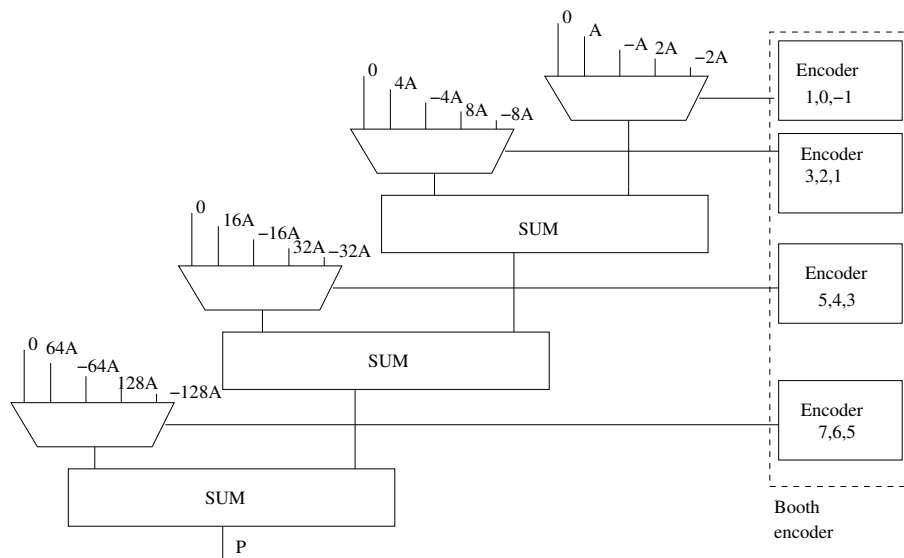 0
A
−A
2A
−2A
Encoder
1,0,−1
0
4A
−4A
8A
−8A
Encoder
3,2,1
SUM
0
16A
−16A
32A
−32A
Encoder
5,4,3
SUM
0
64A
−64A
128A
−128A
Encoder
7,6,5
SUM
Booth
encoder
P